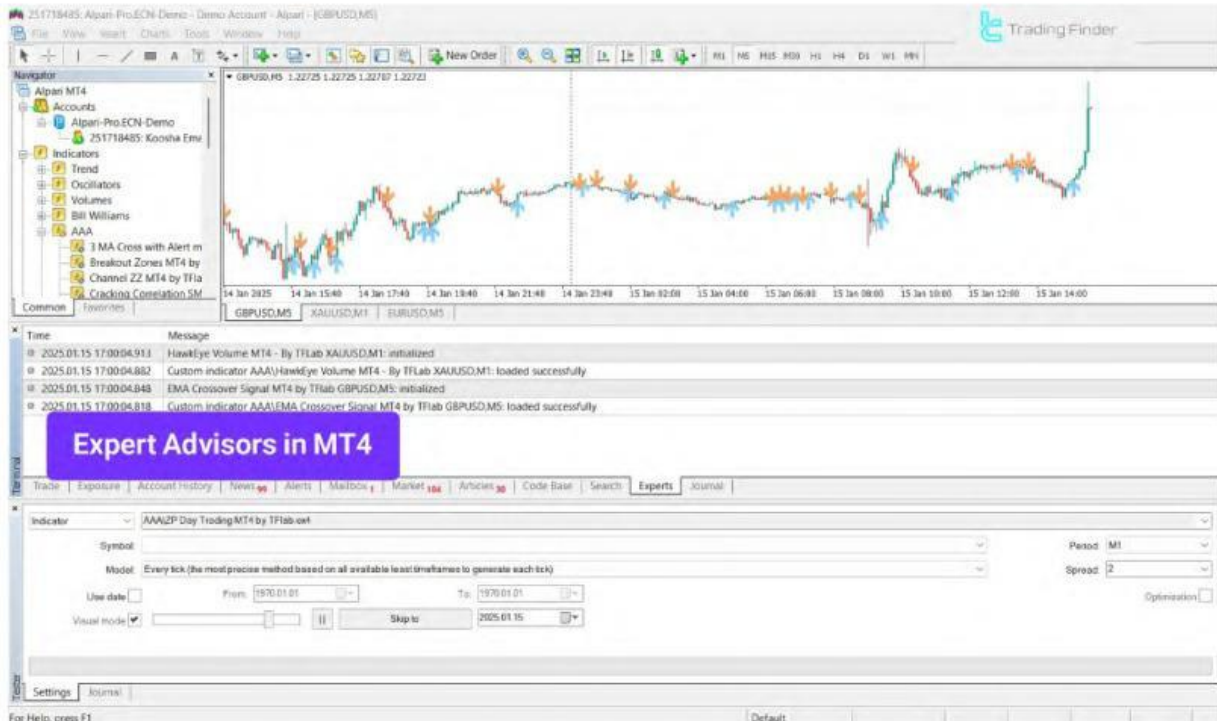 251718485: Alpari-Pro.ECN-Demo - Demo Account - Alpari - [GBPUSD,M5]
Trading Finder
File View Insert Charts Tools Window Help
New Order M1 M5 M15 M30 H1 H4 D1 W1 MN
Navigator
GBPUSD,M5 1.22725 1.22725 1.22707 1.22723
Alpari MT4
Accounts
Alpari-Pro.ECN-Demo
251718485: Koosha Ema
Indicators
Trend
Oscillators
Volumes
Bill Williams
AAA
3 MA Cross with Alert m
Breakout Zones MT4 by
Channel ZZ MT4 by TFla
Cracking Correlation SM
14 Jan 2025 14 Jan 15:40 14 Jan 17:40 14 Jan 19:40 14 Jan 21:40 14 Jan 23:40 15 Jan 02:00 15 Jan 04:00 15 Jan 06:00 15 Jan 08:00 15 Jan 10:00 15 Jan 12:00 15 Jan 14:00
Common Favorites
GBPUSD,M5 XAUUSD,M1 EURUSD,M5
Time Message
2025.01.15 17:00:04.913 HawkEye Volume MT4 - By TFLab XAUUSD,M1: initialized
2025.01.15 17:00:04.882 Custom indicator AAA\HawkEye Volume MT4 - By TFLab XAUUSD,M1: loaded successfully
2025.01.15 17:00:04.848 EMA Crossover Signal MT4 by TFlab GBPUSD,M5: initialized
2025.01.15 17:00:04.818 Custom indicator AAA\EMA Crossover Signal MT4 by TFlab GBPUSD,M5: loaded successfully
Expert Advisors in MT4
Terminal
Trade Exposure Account History News 99 Alerts Mailbox 1 Market 104 Articles 30 Code Base Search Experts Journal
Indicator AAA\ZP Day Trading MT4 by TFlab.ex4
Symbol: Period: M1
Model: Every tick (the most precise method based on all available least timeframes to generate each tick) Spread: 2
Use date From: 1970.01.01 To: 1970.01.01 Optimization
Visual mode Skip to 2025.01.15
Tester
Settings Journal
For Help, press F1 Default